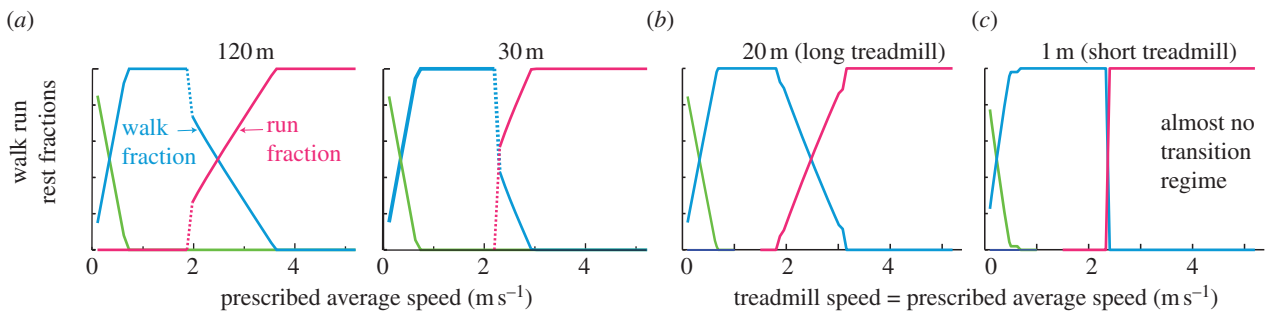 (a)
120 m
30 m
(b)
20 m (long treadmill)
(c)
1 m (short treadmill)
walk run
rest fractions
walk
fraction
run
fraction
almost no
transition
regime
0 2 4
0 2 4
0 2 4
0 2 4
prescribed average speed (m s⁻¹)
treadmill speed = prescribed average speed (m s⁻¹)